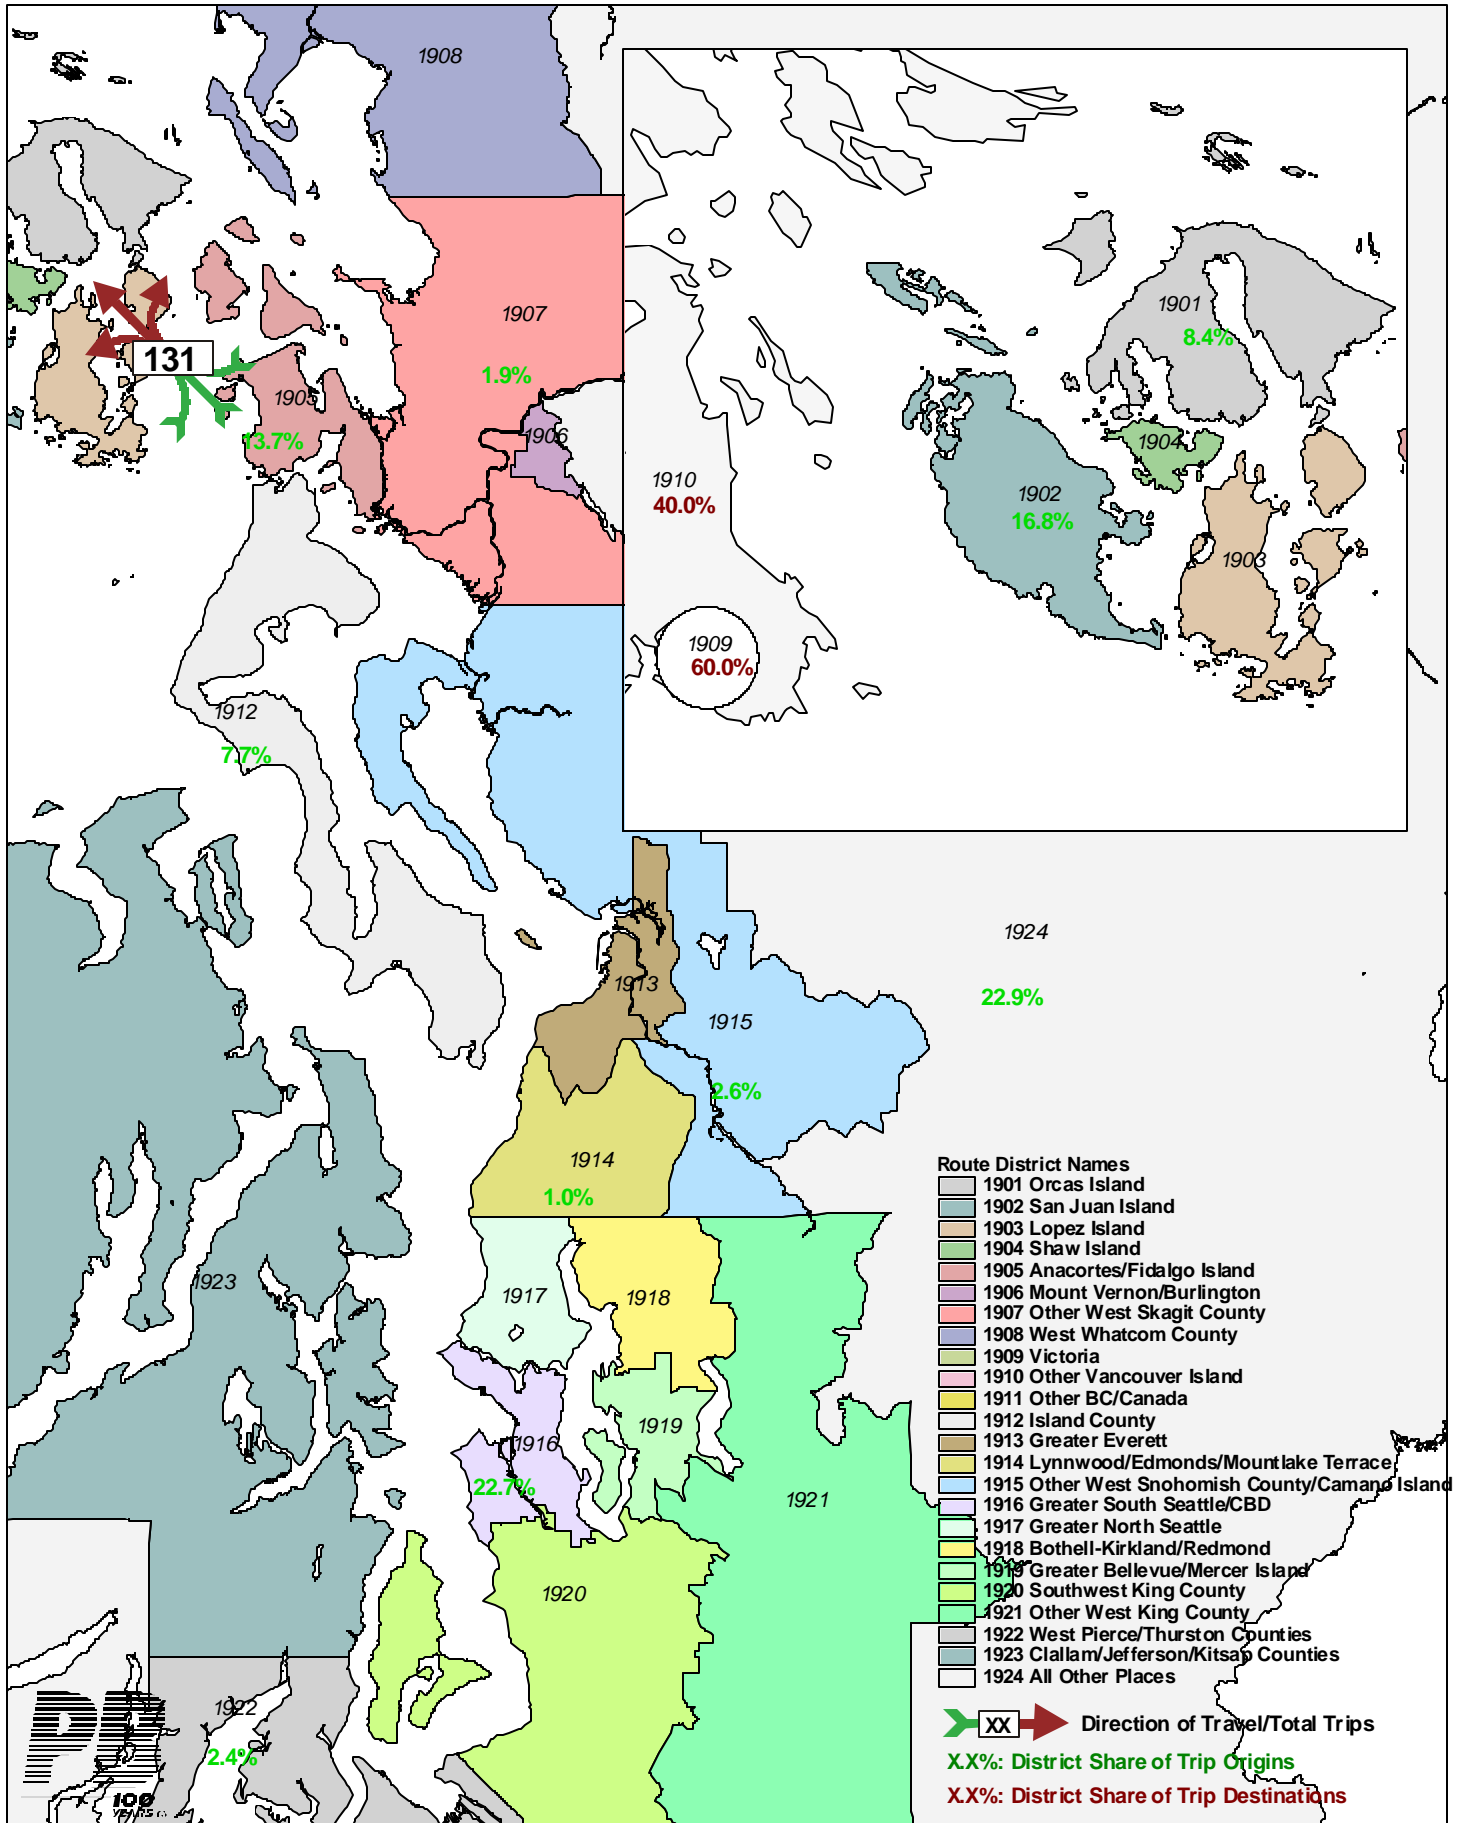 1908
1907
1.9%
131
1905
13.7%
1906
1901
8.4%
1904
1910
40.0%
1902
16.8%
1903
1909
60.0%
1912
7.7%
1924
22.9%
1913
1915
2.6%
1914
1.0%
1923
1917
1918
1919
1916
22.7%
1921
1920
1922
2.4%
Route District Names
1901 Orcas Island
1902 San Juan Island
1903 Lopez Island
1904 Shaw Island
1905 Anacortes/Fidalgo Island
1906 Mount Vernon/Burlington
1907 Other West Skagit County
1908 West Whatcom County
1909 Victoria
1910 Other Vancouver Island
1911 Other BC/Canada
1912 Island County
1913 Greater Everett
1914 Lynnwood/Edmonds/Mountlake Terrace
1915 Other West Snohomish County/Camano Island
1916 Greater South Seattle/CBD
1917 Greater North Seattle
1918 Bothell-Kirkland/Redmond
1919 Greater Bellevue/Mercer Island
1920 Southwest King County
1921 Other West King County
1922 West Pierce/Thurston Counties
1923 Clallam/Jefferson/Kitsap Counties
1924 All Other Places
XX Direction of Travel/Total Trips
X.X%: District Share of Trip Origins
X.X%: District Share of Trip Destinations
PB
100
YEARS